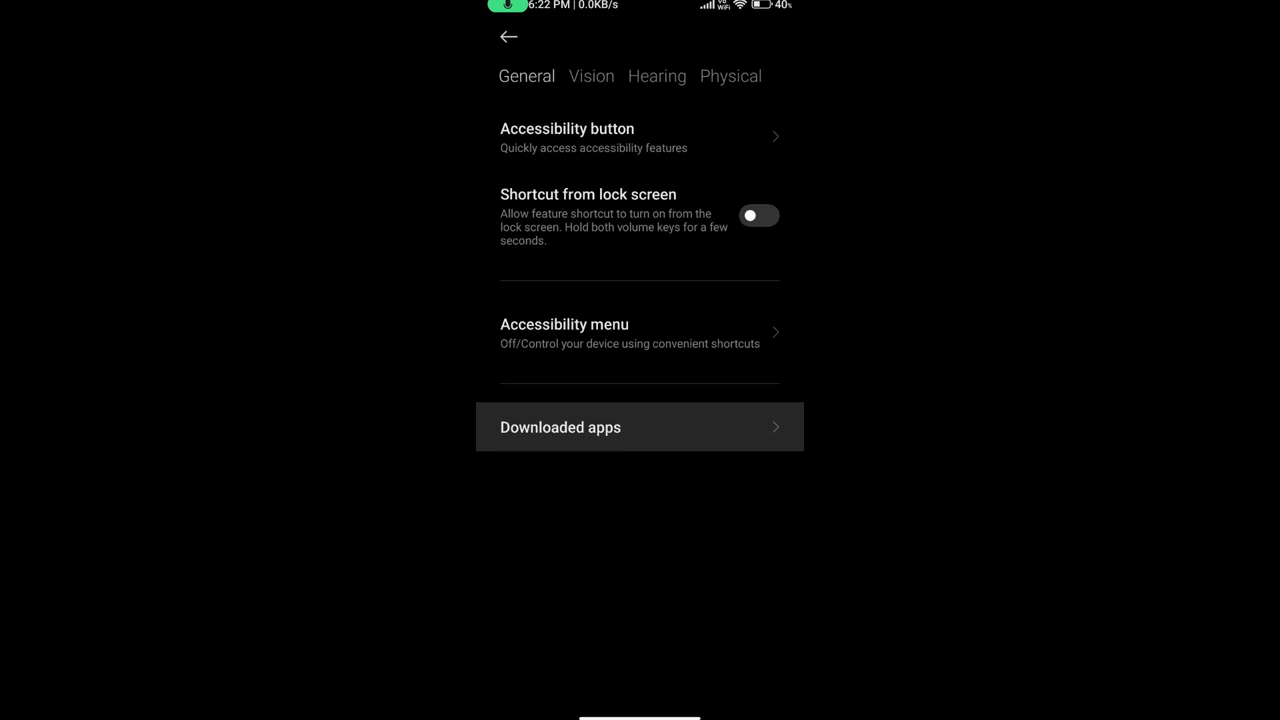 6:22 PM | 0.0KB/s Vo WiFi 40%
General Vision Hearing Physical
Accessibility button
Quickly access accessibility features
Shortcut from lock screen
Allow feature shortcut to turn on from the
lock screen. Hold both volume keys for a few
seconds.
Accessibility menu
Off/Control your device using convenient shortcuts
Downloaded apps